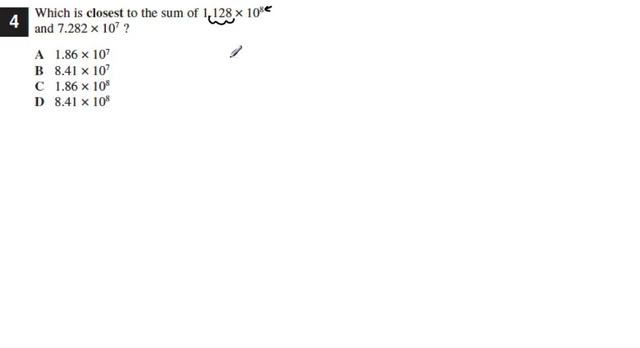 4
Which is closest to the sum of 1.128 × 10⁸
and 7.282 × 10⁷ ?
A 1.86 × 10⁷
B 8.41 × 10⁷
C 1.86 × 10⁸
D 8.41 × 10⁸